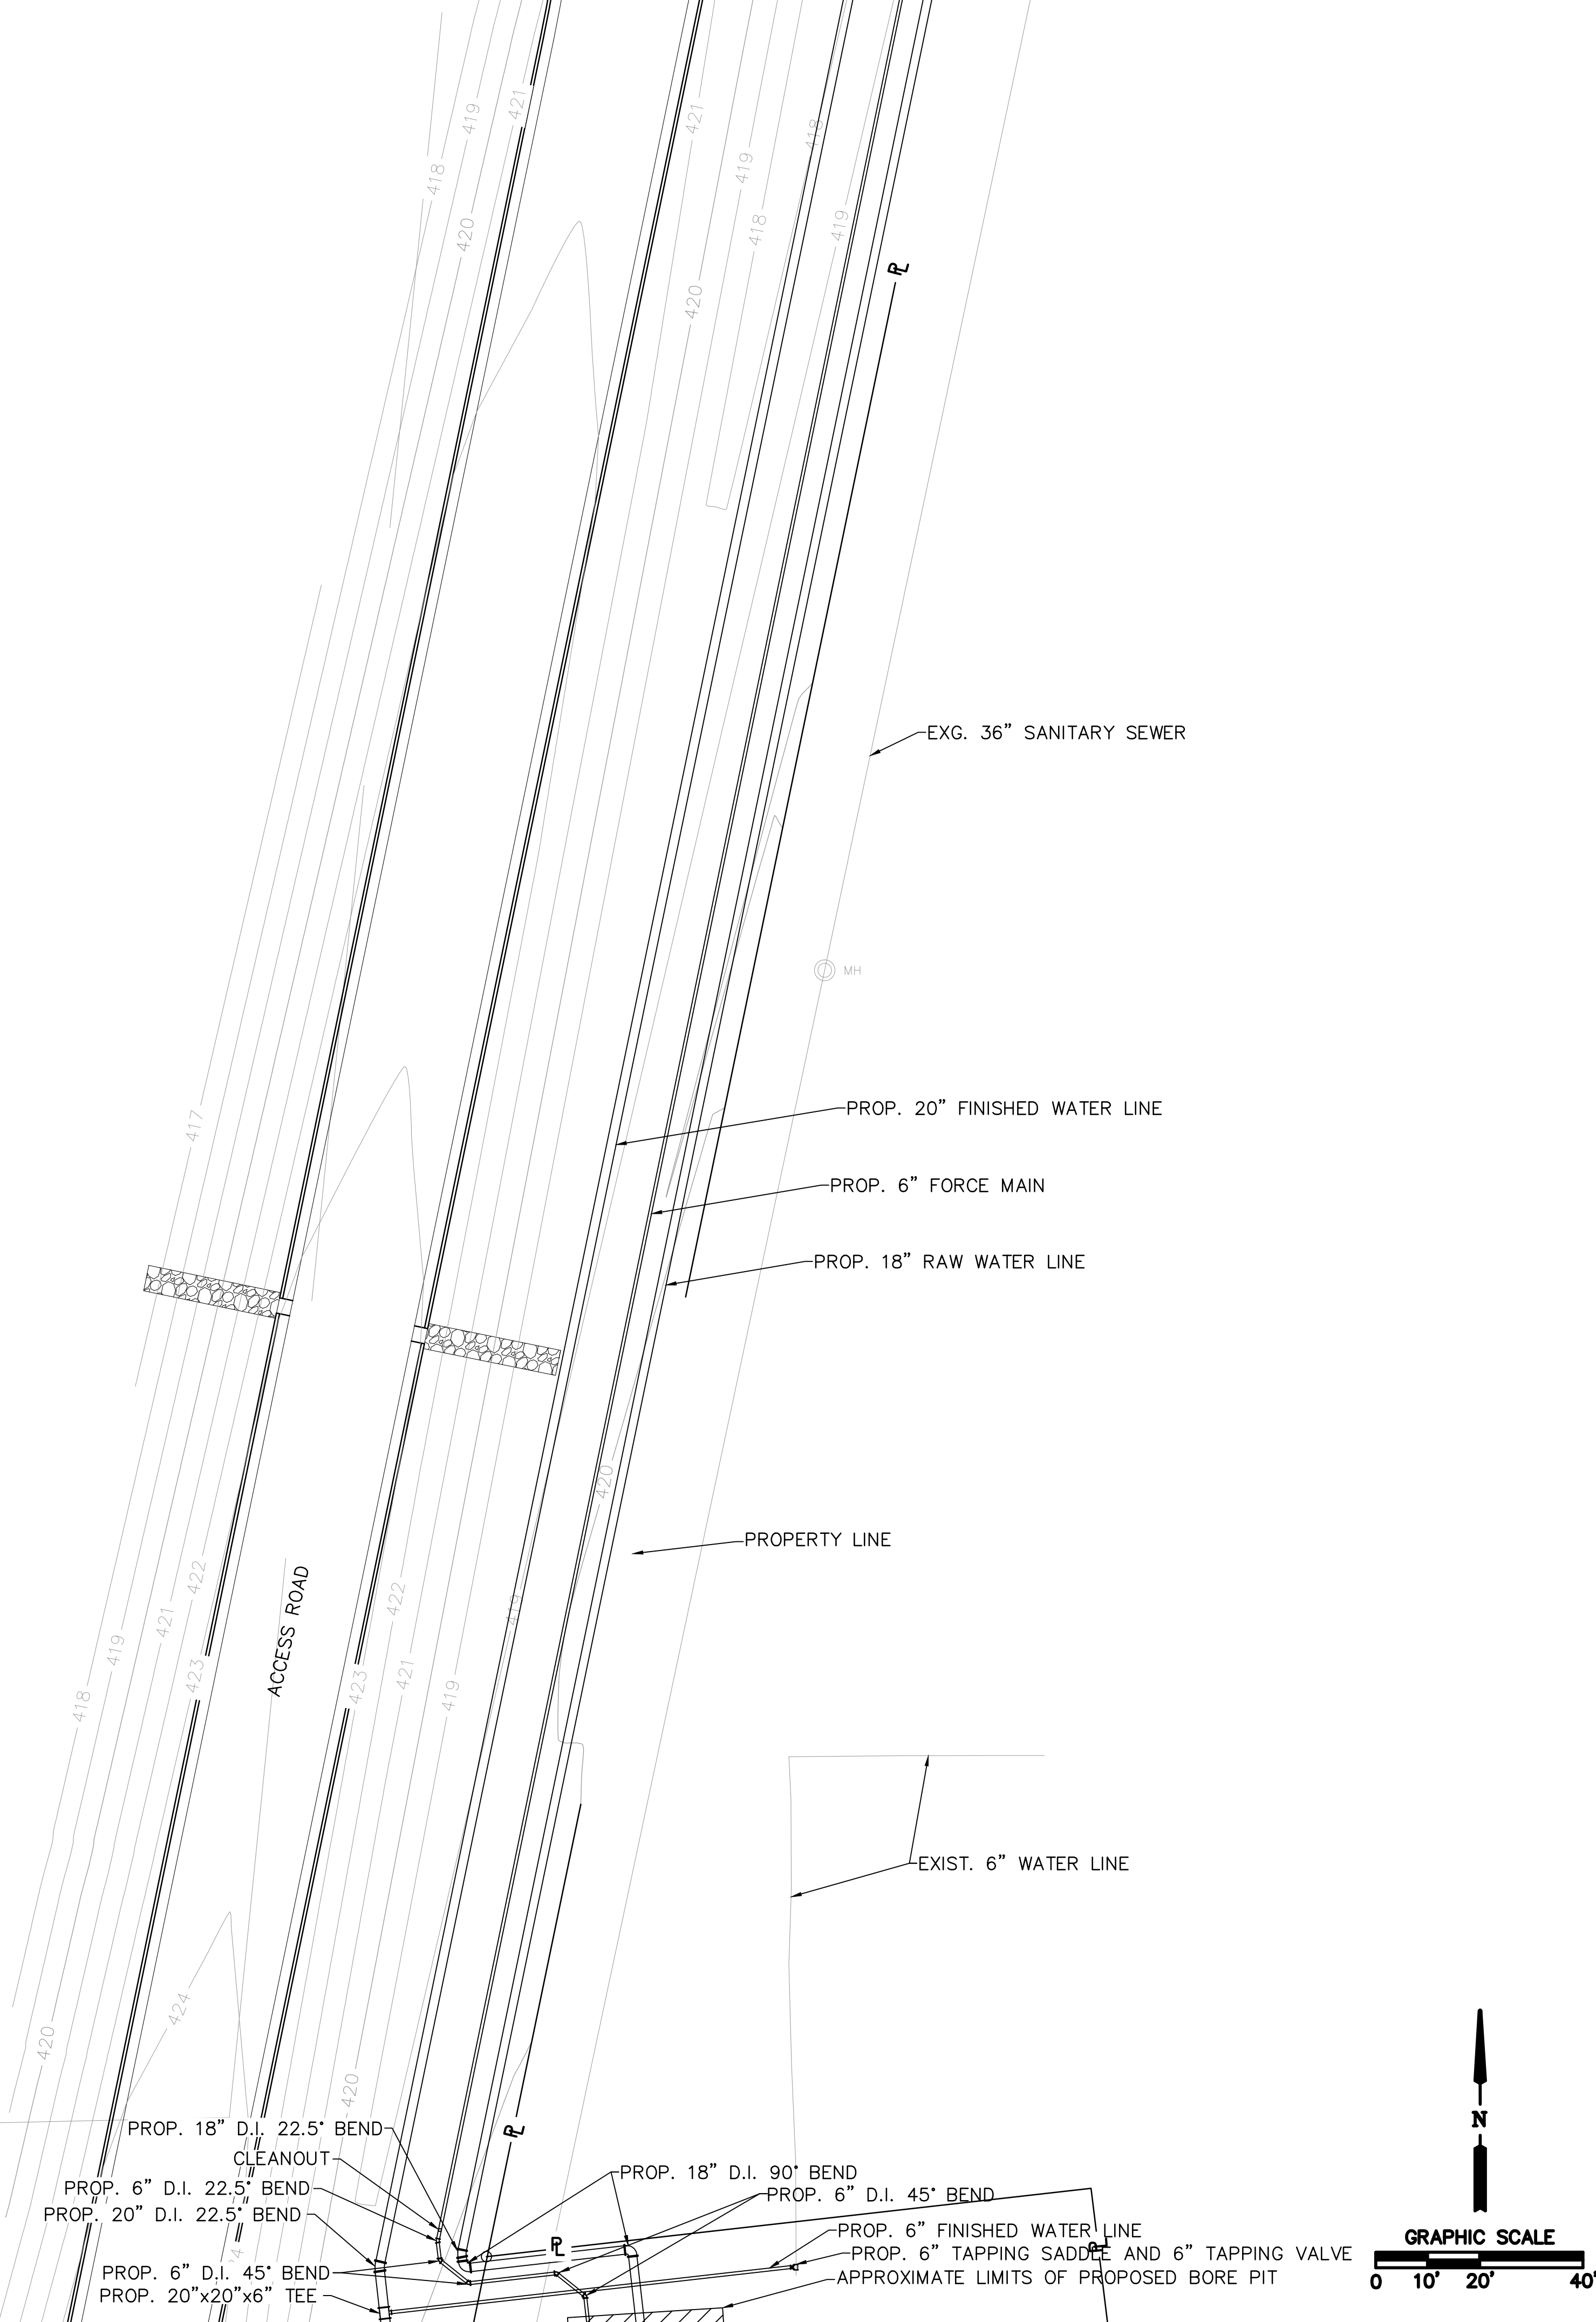 421
419
418
420
421
419
418
420
418
419
PL
EXG. 36” SANITARY SEWER
MH
417
PROP. 20” FINISHED WATER LINE
PROP. 6” FORCE MAIN
PROP. 18” RAW WATER LINE
420
PROPERTY LINE
ACCESS ROAD
422
421
419
418
423
422
421
423
419
419
EXIST. 6” WATER LINE
424
420
420
PROP. 18” D.I. 22.5° BEND
CLEANOUT
PROP. 6” D.I. 22.5° BEND
PROP. 20” D.I. 22.5° BEND
PROP. 6” D.I. 45° BEND
PROP. 20”x20”x6” TEE
PL
PL
PROP. 18” D.I. 90° BEND
PROP. 6” D.I. 45° BEND
PROP. 6” FINISHED WATER LINE
PL
PROP. 6” TAPPING SADDLE AND 6” TAPPING VALVE
APPROXIMATE LIMITS OF PROPOSED BORE PIT
N
GRAPHIC SCALE
0 10' 20' 40'